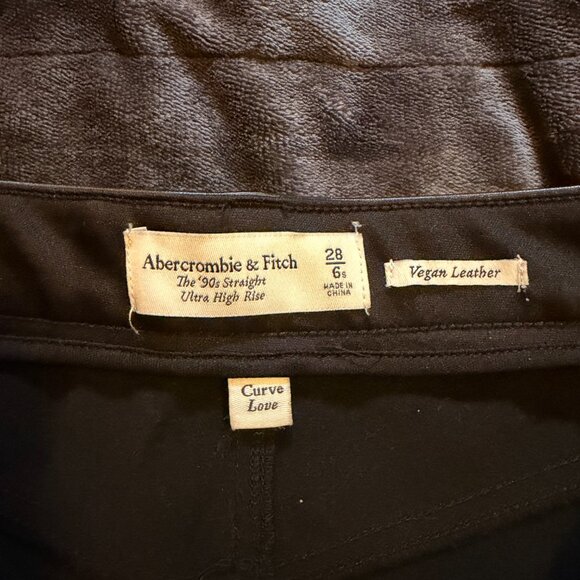 Abercrombie & Fitch
The '90s Straight
Ultra High Rise
28
6s
MADE IN
CHINA
Vegan Leather
Curve
Love